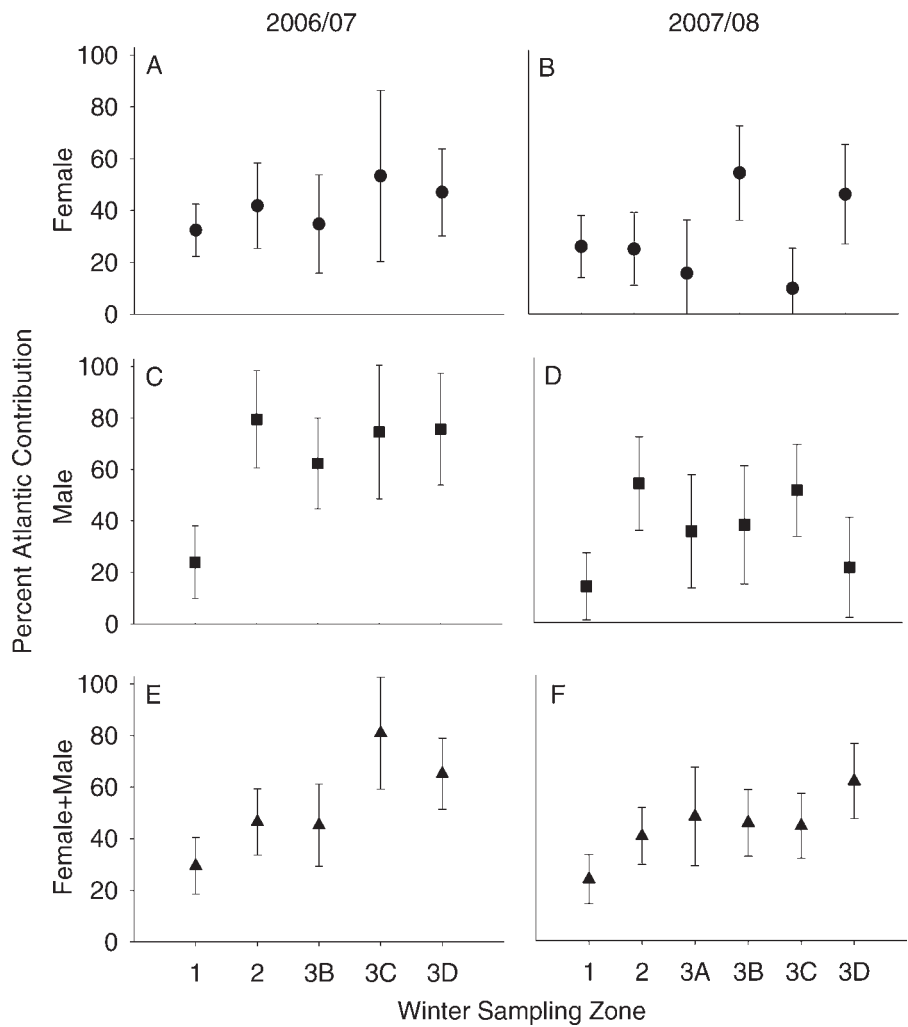 2006/07
2007/08
A
B
100
80
60
40
20
0
Female
C
D
100
80
60
40
20
0
Male
Percent Atlantic Contribution
E
F
100
80
60
40
20
0
Female+Male
1 2 3B 3C 3D
1 2 3A 3B 3C 3D
Winter Sampling Zone